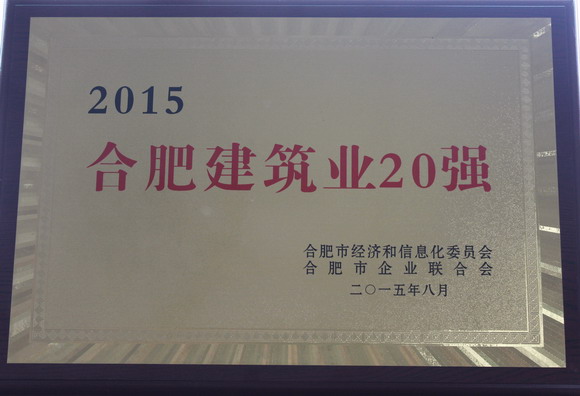 2015
合肥建筑业20强
合肥市经济和信息化委员会
合肥市企业联合会
二〇一五年八月